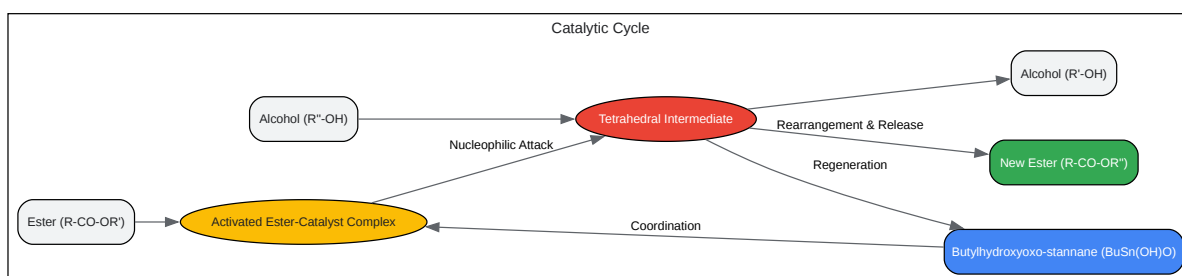 Catalytic Cycle
Alcohol (R'-OH)
Alcohol (R''-OH)
Tetrahedral Intermediate
Rearrangement & Release
Nucleophilic Attack
New Ester (R-CO-OR'')
Regeneration
Ester (R-CO-OR')
Activated Ester-Catalyst Complex
Coordination
Butylhydroxyoxo-stannane (BuSn(OH)O)